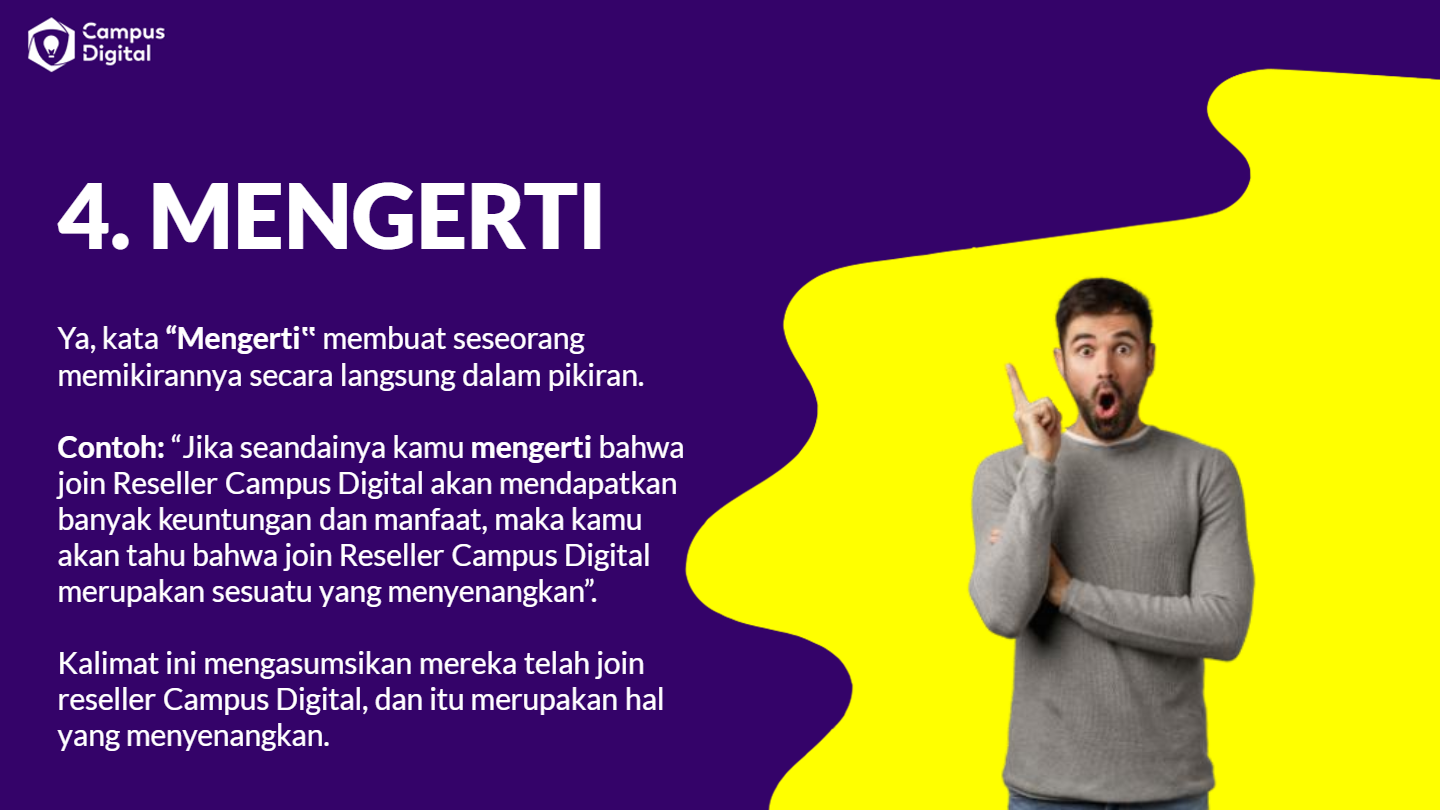 Campus
Digital
4. MENGERTI
Ya, kata “Mengerti‟ membuat seseorang
memikirannya secara langsung dalam pikiran.
Contoh: “Jika seandainya kamu mengerti bahwa
join Reseller Campus Digital akan mendapatkan
banyak keuntungan dan manfaat, maka kamu
akan tahu bahwa join Reseller Campus Digital
merupakan sesuatu yang menyenangkan”.
Kalimat ini mengasumsikan mereka telah join
reseller Campus Digital, dan itu merupakan hal
yang menyenangkan.